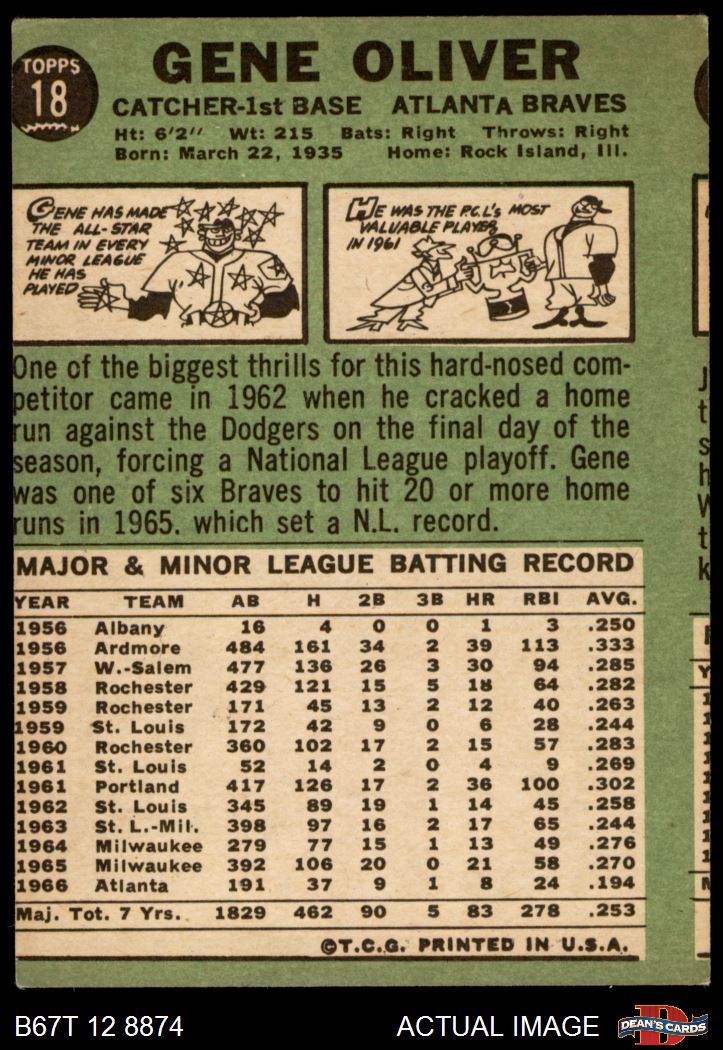 TOPPS
18
GENE OLIVER
CATCHER-1st BASE ATLANTA BRAVES
Ht: 6'2" Wt: 215 Bats: Right Throws: Right
Born: March 22, 1935 Home: Rock Island, Ill.
GENE HAS MADE
THE ALL-STAR
TEAM IN EVERY
MINOR LEAGUE
HE HAS
PLAYED
HE WAS THE P.C.L's MOST
VALUABLE PLAYER
IN 1961
One of the biggest thrills for this hard-nosed com-
petitor came in 1962 when he cracked a home
run against the Dodgers on the final day of the
season, forcing a National League playoff. Gene
was one of six Braves to hit 20 or more home
runs in 1965. which set a N.L. record.
MAJOR & MINOR LEAGUE BATTING RECORD
YEAR TEAM AB H 2B 3B HR RBI AVG.
1956 Albany 16 4 0 0 1 3 .250
1956 Ardmore 484 161 34 2 39 113 .333
1957 W.-Salem 477 136 26 3 30 94 .285
1958 Rochester 429 121 15 5 18 64 .282
1959 Rochester 171 45 13 2 12 40 .263
1959 St. Louis 172 42 9 0 6 28 .244
1960 Rochester 360 102 17 2 15 57 .283
1961 St. Louis 52 14 2 0 4 9 .269
1961 Portland 417 126 17 2 36 100 .302
1962 St. Louis 345 89 19 1 14 45 .258
1963 St. L.-Mil. 398 97 16 2 17 65 .244
1964 Milwaukee 279 77 15 1 13 49 .276
1965 Milwaukee 392 106 20 0 21 58 .270
1966 Atlanta 191 37 9 1 8 24 .194
Maj. Tot. 7 Yrs. 1829 462 90 5 83 278 .253
©T.C.G. PRINTED IN U.S.A.
B67T 12 8874
ACTUAL IMAGE
D
DEAN'S CARDS